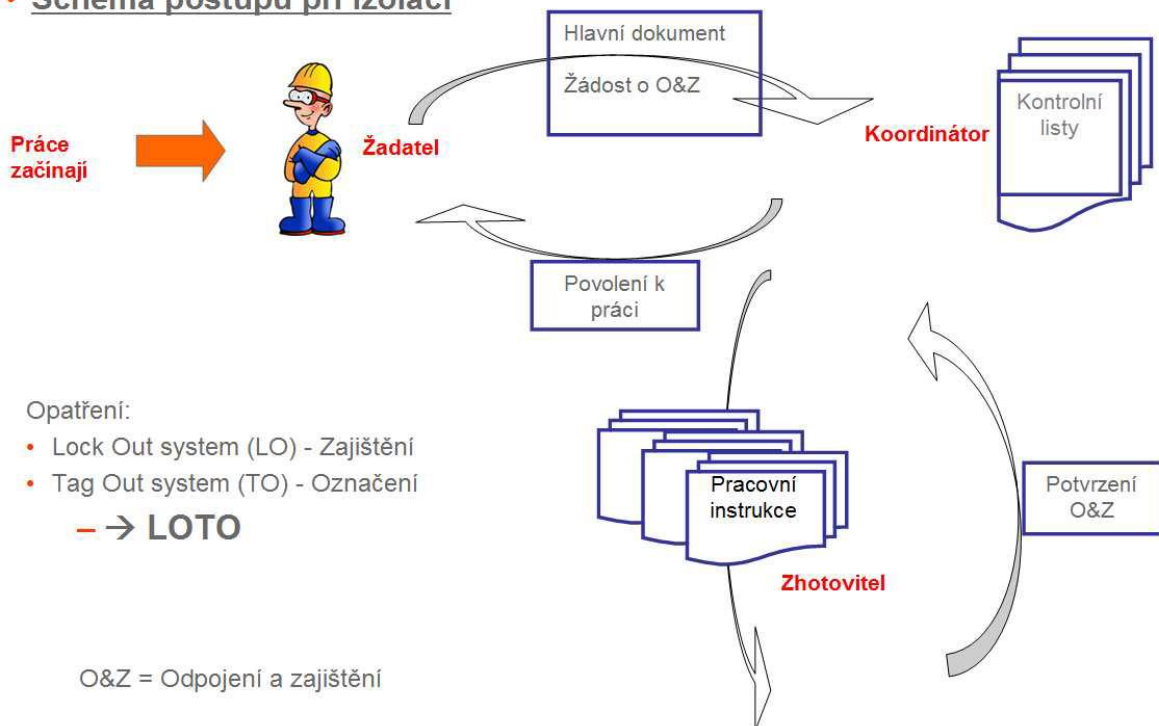 • Schéma postupu při izolaci
Hlavní dokument
Žádost o O&Z
Kontrolní
listy
Práce
začínají
Žadatel
Koordinátor
Povolení k
práci
Opatření:
• Lock Out system (LO) - Zajištění
• Tag Out system (TO) - Označení
– → LOTO
Pracovní
instrukce
Potvrzení
O&Z
Zhotovitel
O&Z = Odpojení a zajištění